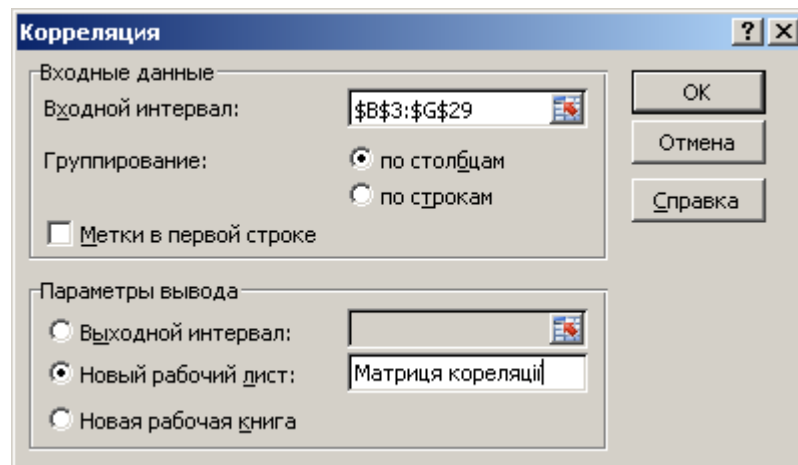 Корреляция
Входные данные
Входной интервал: $B$3:$G$29
Группирование: по столбцам
по строкам
Метки в первой строке
OK
Отмена
Справка
Параметры вывода
Выходной интервал:
Новый рабочий лист: Матриця кореляції
Новая рабочая книга